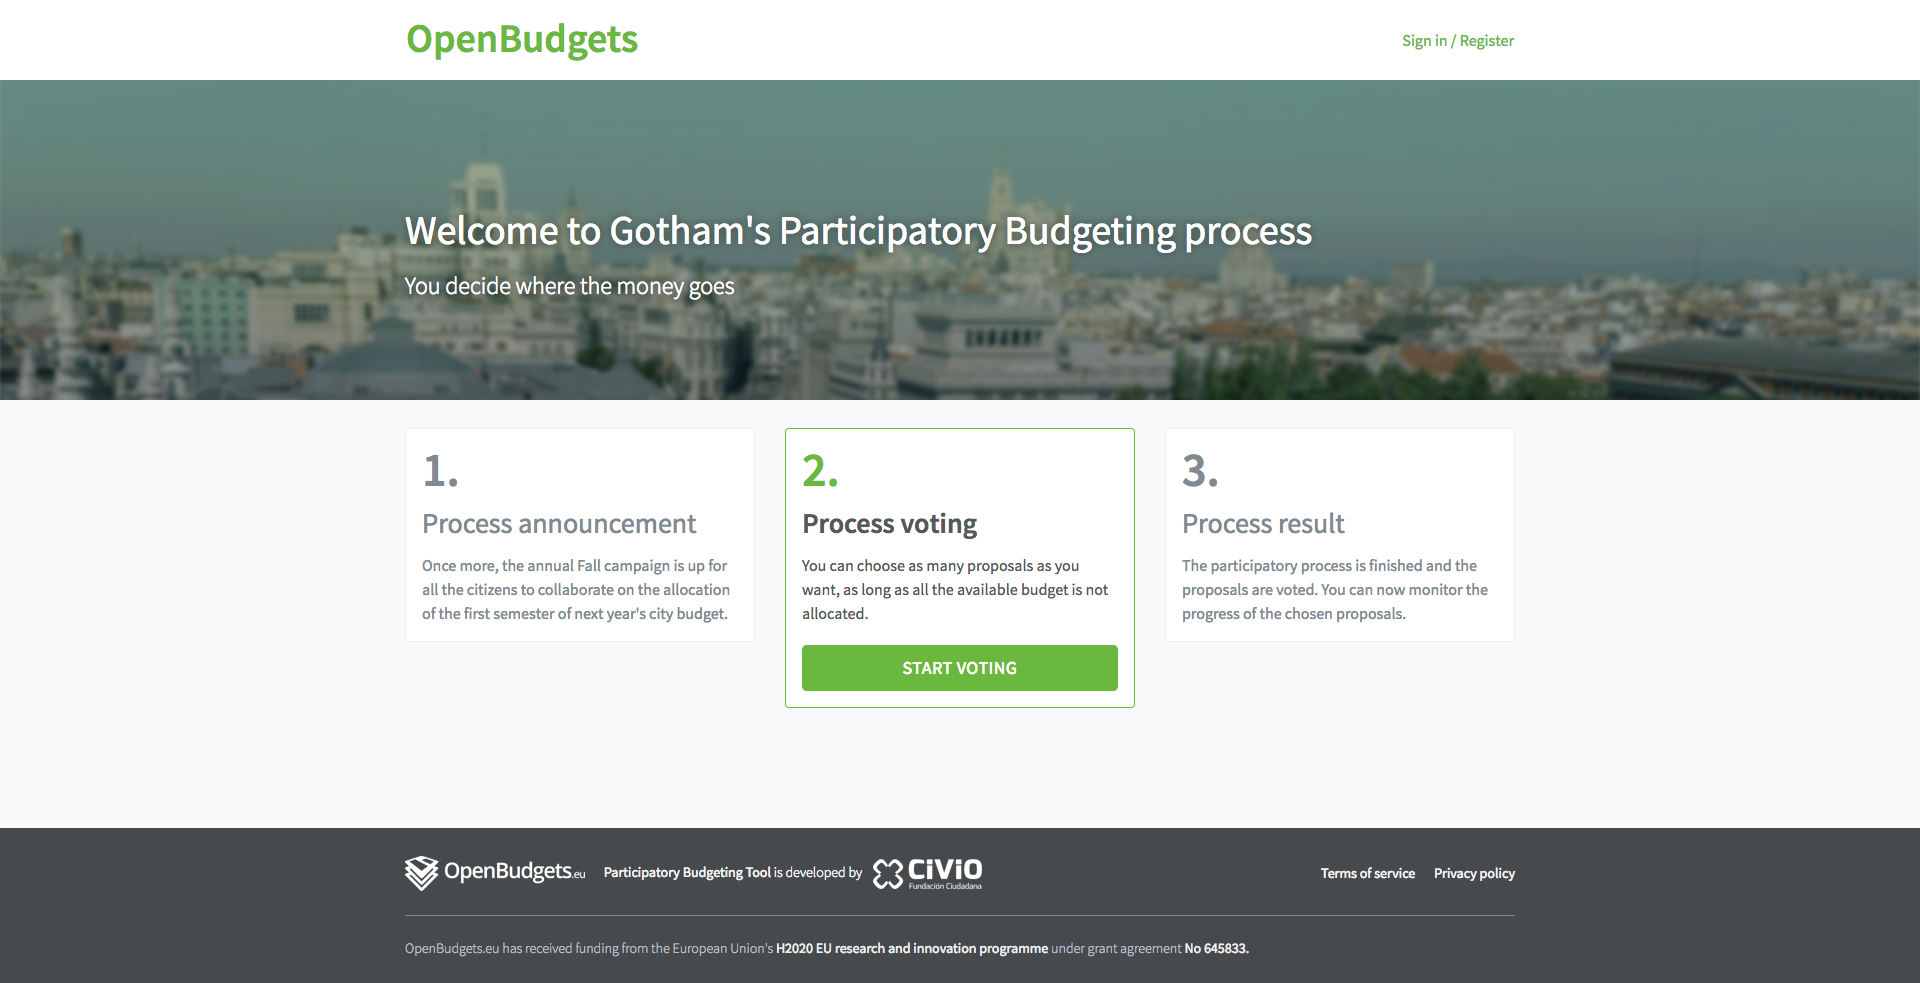 OpenBudgets
Sign in / Register
Welcome to Gotham's Participatory Budgeting process
You decide where the money goes
1.
Process announcement
Once more, the annual Fall campaign is up for
all the citizens to collaborate on the allocation
of the first semester of next year's city budget.
2.
Process voting
You can choose as many proposals as you
want, as long as all the available budget is not
allocated.
START VOTING
3.
Process result
The participatory process is finished and the
proposals are voted. You can now monitor the
progress of the chosen proposals.
OpenBudgets.eu
Participatory Budgeting Tool is developed by
CiViO
Fundación Ciudadana
Terms of service
Privacy policy
OpenBudgets.eu has received funding from the European Union's H2020 EU research and innovation programme under grant agreement No 645833.